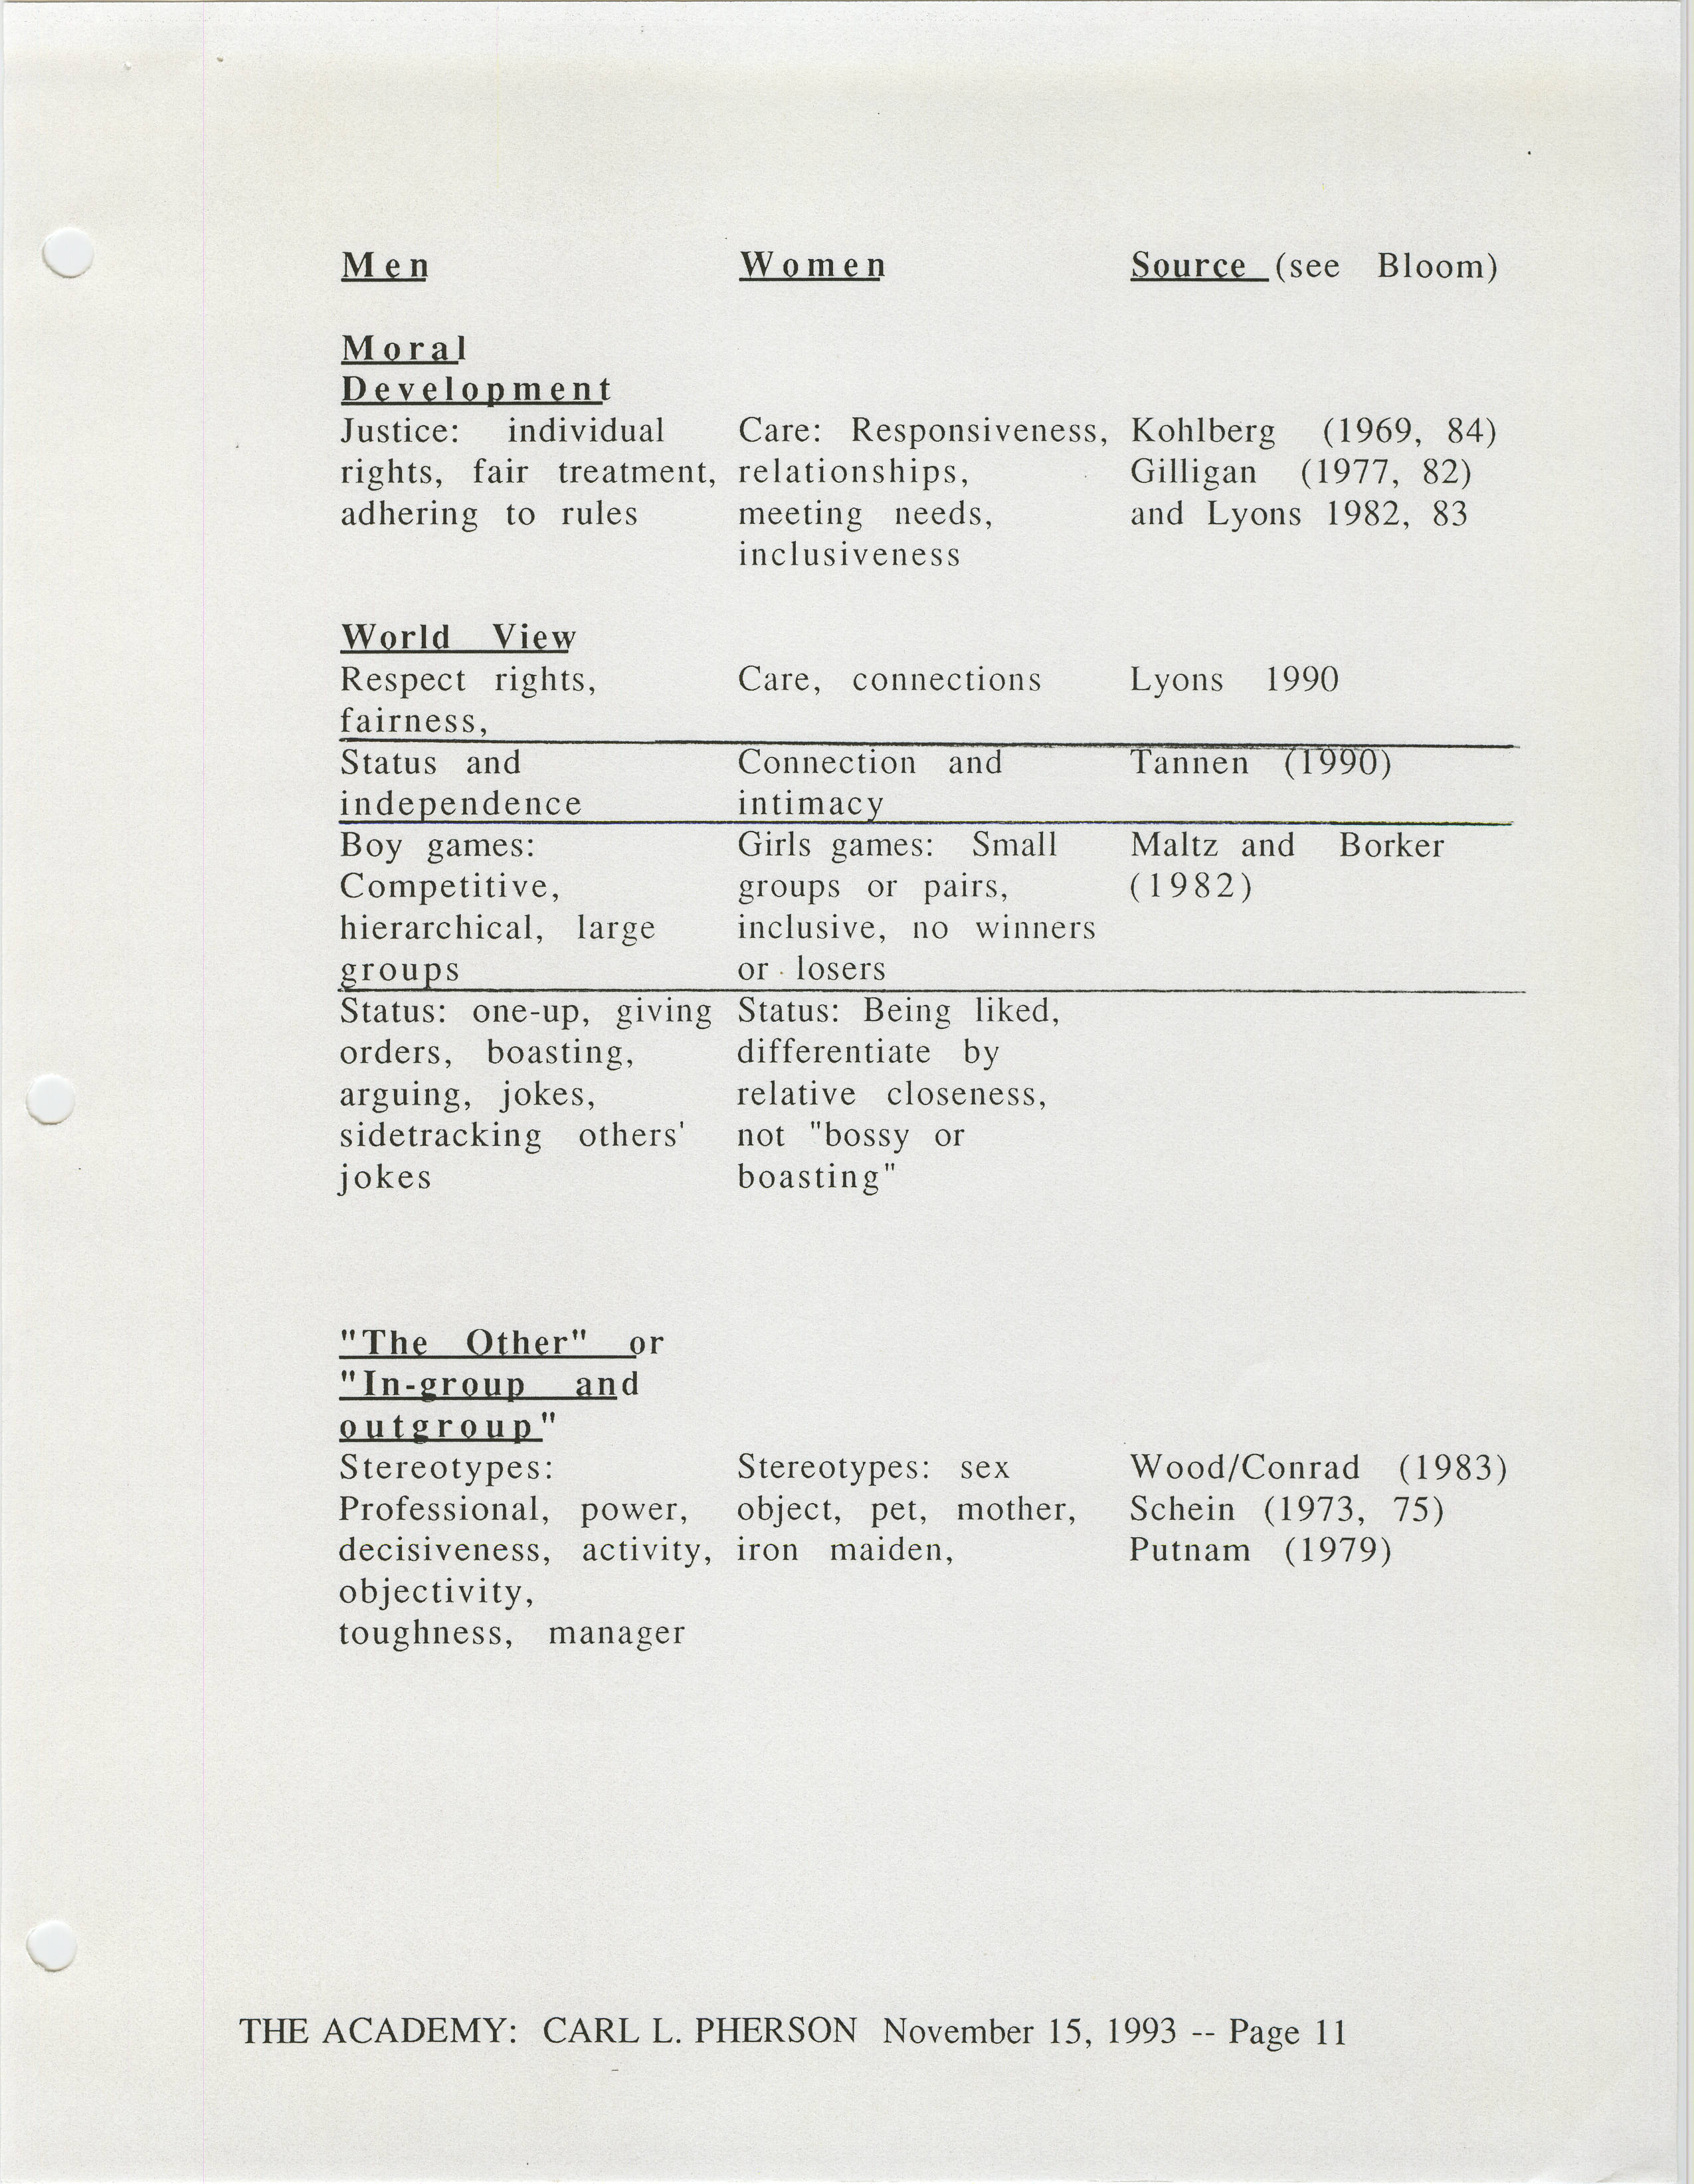 Men Women Source (see Bloom)
Moral
Development
Justice: individual Care: Responsiveness, Kohlberg (1969, 84)
rights, fair treatment, relationships, Gilligan (1977, 82)
adhering to rules meeting needs, and Lyons 1982, 83
inclusiveness
World View
Respect rights, Care, connections Lyons 1990
fairness,
Status and Connection and Tannen (1990)
independence intimacy
Boy games: Girls games: Small Maltz and Borker
Competitive, groups or pairs, (1982)
hierarchical, large inclusive, no winners
groups or losers
Status: one-up, giving Status: Being liked,
orders, boasting, differentiate by
arguing, jokes, relative closeness,
sidetracking others' not "bossy or
jokes boasting"
"The Other" or
"In-group and
outgroup"
Stereotypes: Stereotypes: sex Wood/Conrad (1983)
Professional, power, object, pet, mother, Schein (1973, 75)
decisiveness, activity, iron maiden, Putnam (1979)
objectivity,
toughness, manager
THE ACADEMY: CARL L. PHERSON November 15, 1993 -- Page 11